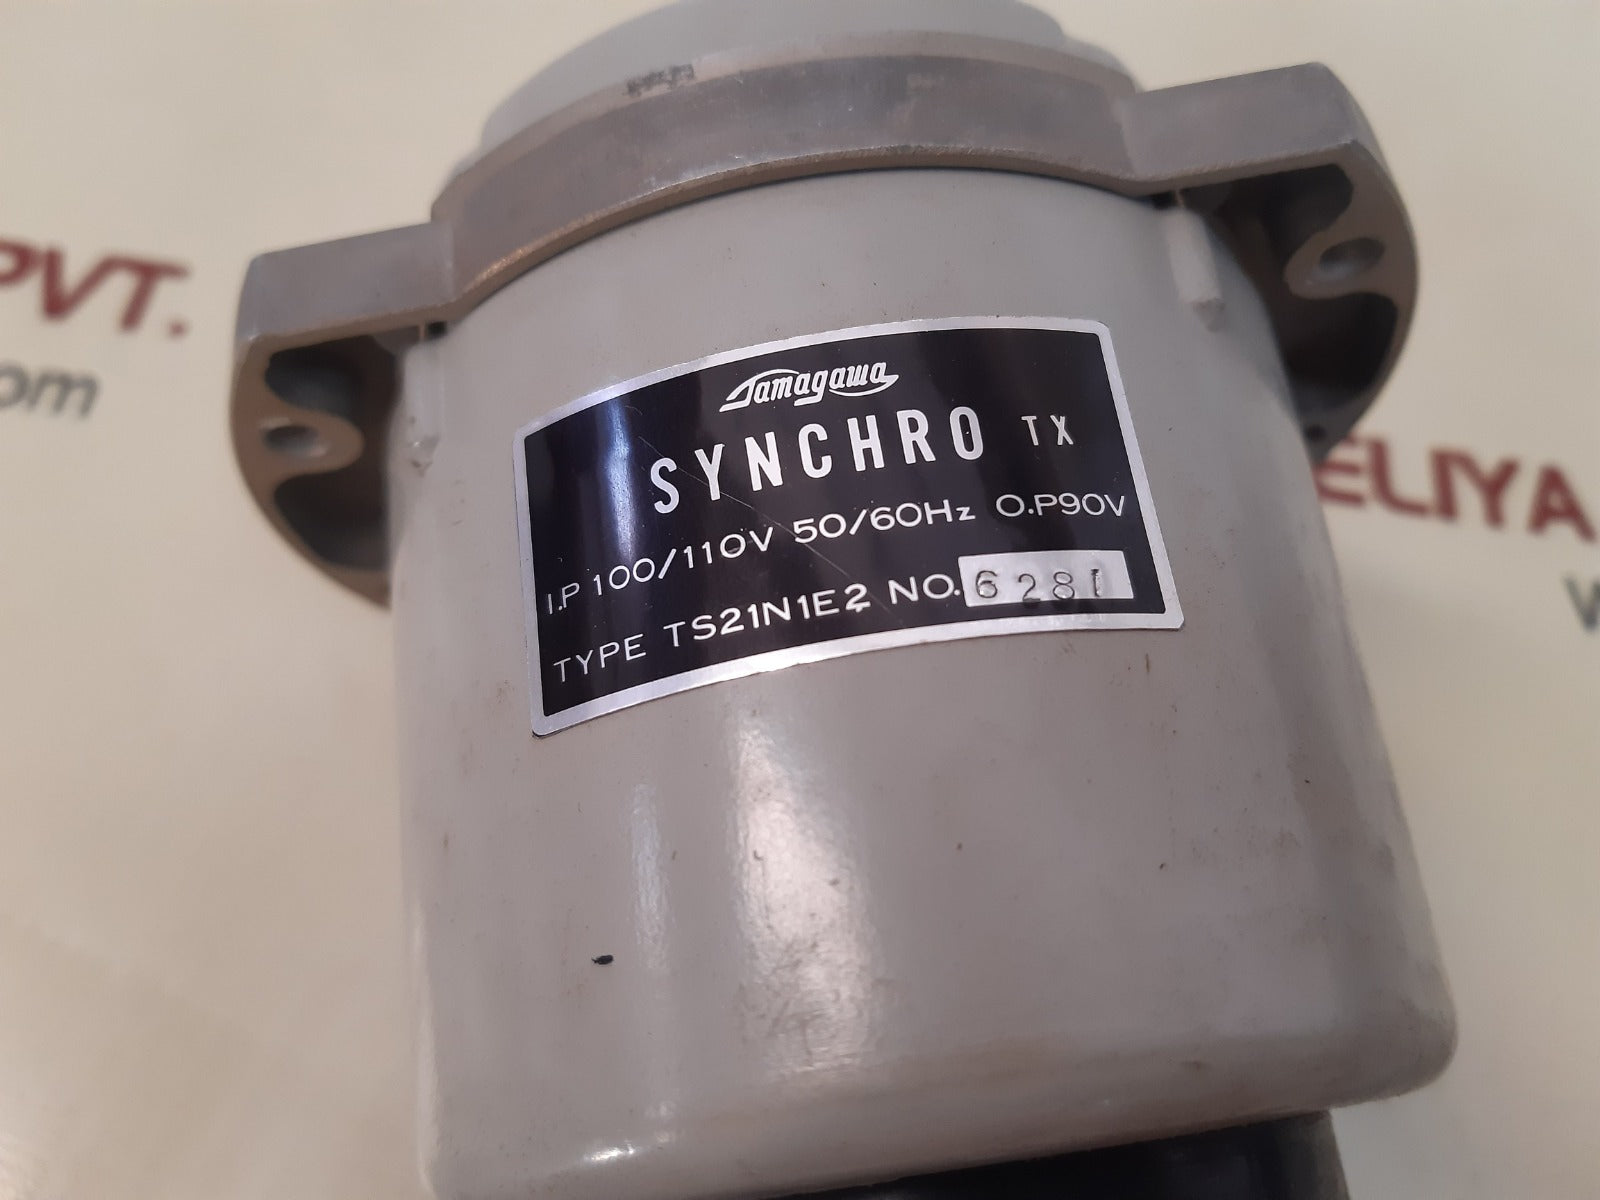 Tamagawa
SYNCHRO TX
I.P 100/110V 50/60Hz O.P90V
TYPE TS21N1E2 NO. 6281
PVT.
om
ELIYA